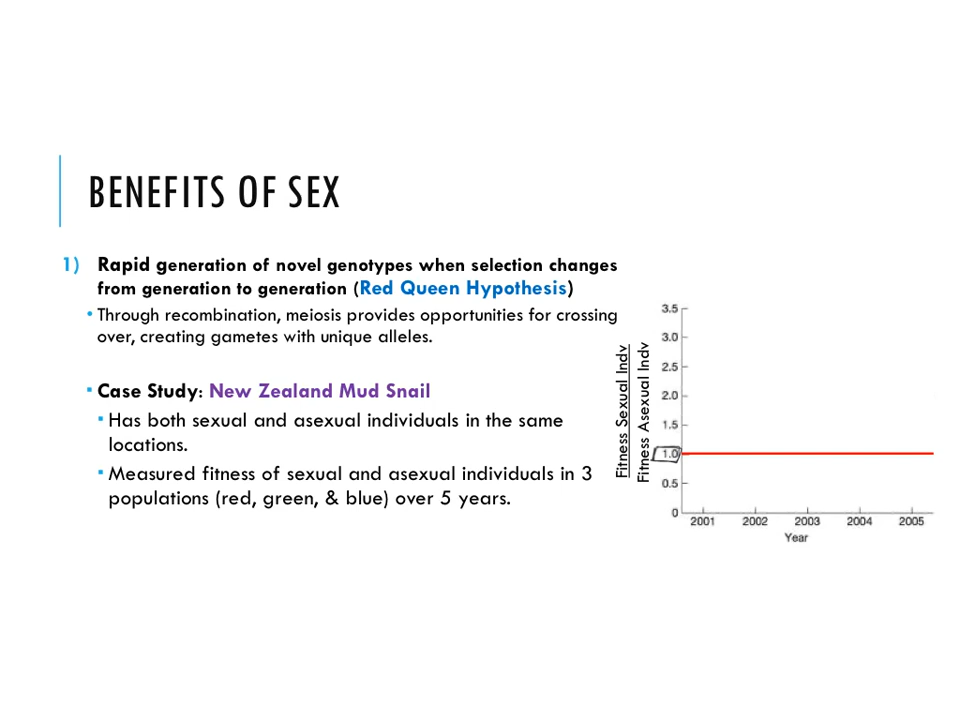 BENEFITS OF SEX
1) Rapid generation of novel genotypes when selection changes
from generation to generation (Red Queen Hypothesis)
• Through recombination, meiosis provides opportunities for crossing
over, creating gametes with unique alleles.
▪ Case Study: New Zealand Mud Snail
▪ Has both sexual and asexual individuals in the same
locations.
▪ Measured fitness of sexual and asexual individuals in 3
populations (red, green, & blue) over 5 years.
Fitness Sexual Indv
Fitness Asexual Indv
3.5
3.0
2.5
2.0
1.5
1.0
0.5
0
2001 2002 2003 2004 2005
Year